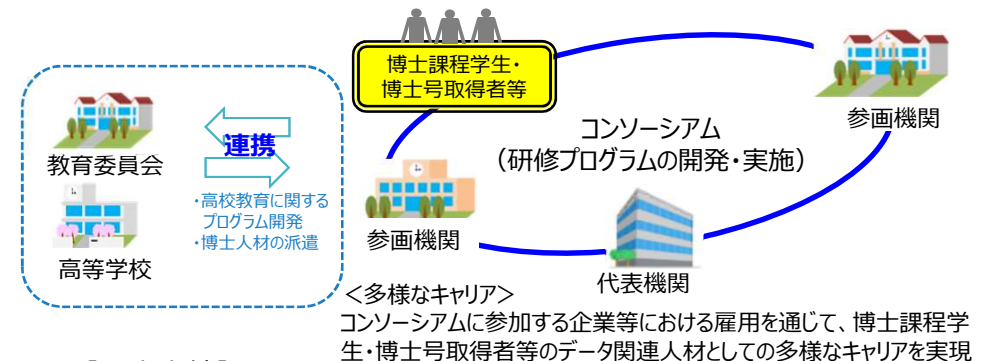 博士課程学生・
博士号取得者等
教育委員会
高等学校
連携
・高校教育に関する
プログラム開発
・博士人材の派遣
コンソーシアム
（研修プログラムの開発・実施）
参画機関
参画機関
代表機関
＜多様なキャリア＞
コンソーシアムに参加する企業等における雇用を通じて、博士課程学
生・博士号取得者等のデータ関連人材としての多様なキャリアを実現